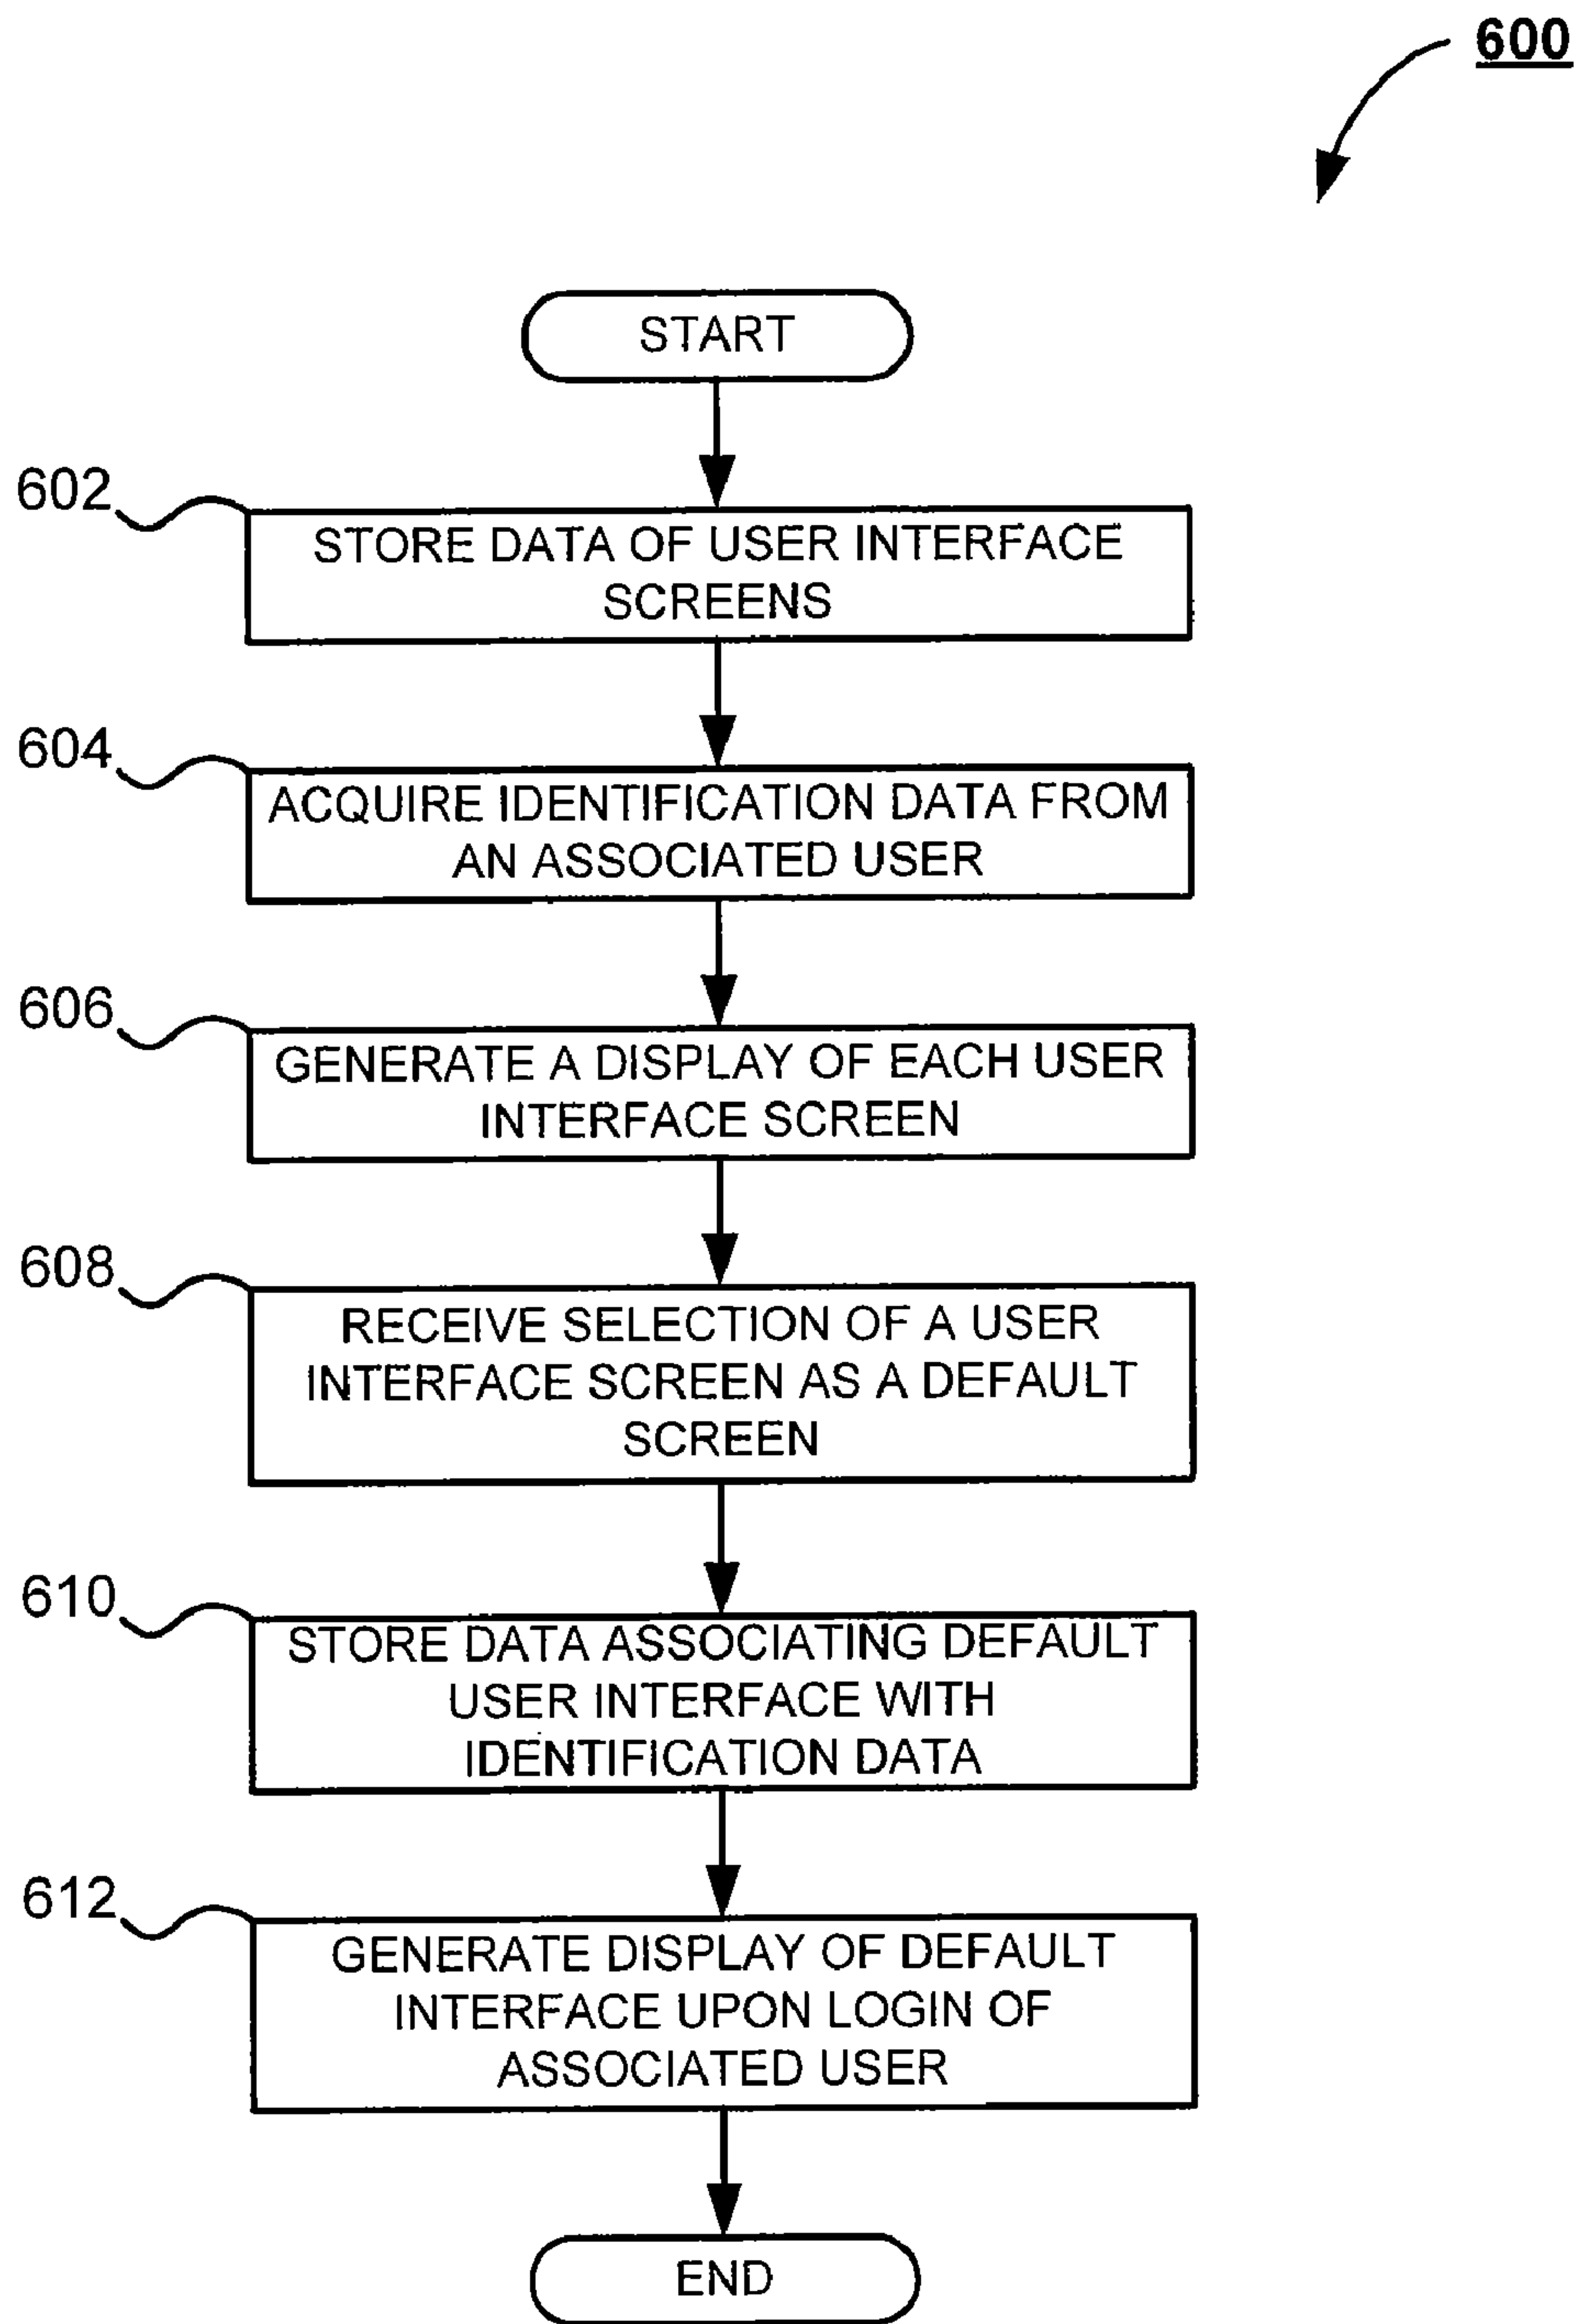 600
START
602
STORE DATA OF USER INTERFACE
SCREENS
604
ACQUIRE IDENTIFICATION DATA FROM
AN ASSOCIATED USER
606
GENERATE A DISPLAY OF EACH USER
INTERFACE SCREEN
608
RECEIVE SELECTION OF A USER
INTERFACE SCREEN AS A DEFAULT
SCREEN
610
STORE DATA ASSOCIATING DEFAULT
USER INTERFACE WITH
IDENTIFICATION DATA
612
GENERATE DISPLAY OF DEFAULT
INTERFACE UPON LOGIN OF
ASSOCIATED USER
END